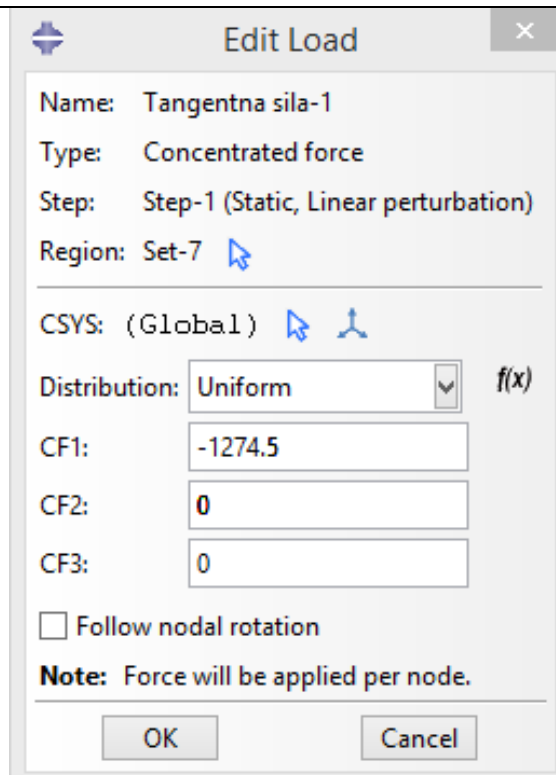 Edit Load
Name: Tangentna sila-1
Type: Concentrated force
Step: Step-1 (Static, Linear perturbation)
Region: Set-7
CSYS: (Global)
Distribution: Uniform f(x)
CF1: -1274.5
CF2: 0
CF3: 0
Follow nodal rotation
Note: Force will be applied per node.
OK Cancel